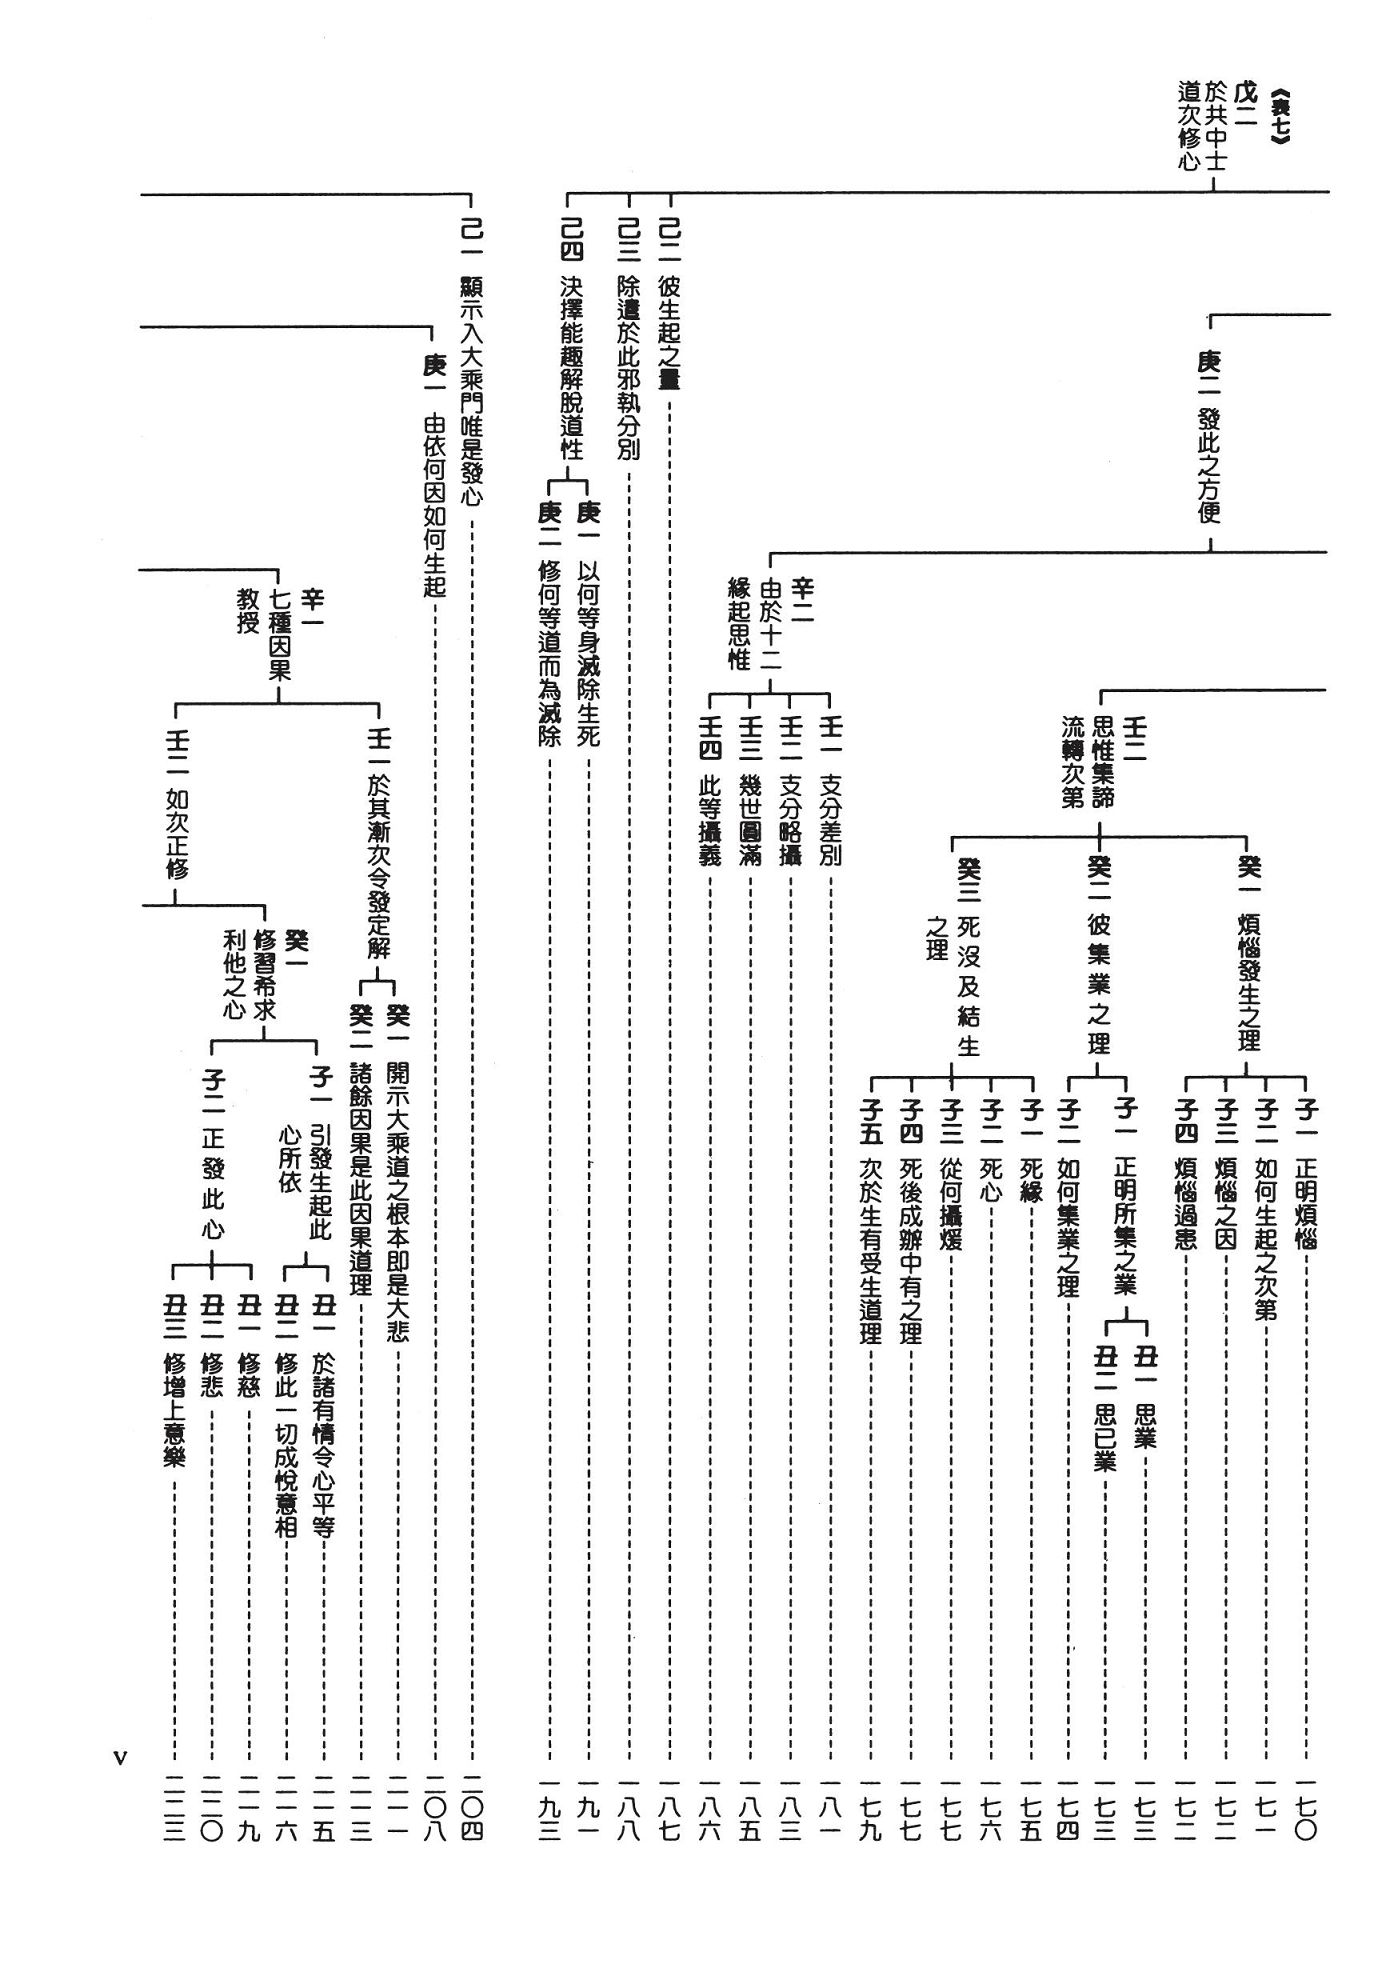 《表七》
戊二
於共中士
道次修心
庚二 發此之方便
壬二
思惟集諦
流轉次第
癸一 煩惱發生之理
子一 正明煩惱 一七〇
子二 如何生起之次第 一七一
子三 煩惱之因 一七二
子四 煩惱過患 一七二
癸二 彼集業之理
子一 正明所集之業
丑一 思業 一七三
丑二 思已業 一七三
子二 如何集業之理 一七四
癸三 死沒及結生
之理
子一 死緣 一七五
子二 死心 一七六
子三 從何攝煖 一七七
子四 死後成辦中有之理 一七七
子五 次於生有受生道理 一七九
辛二
由於十二
緣起思惟
壬一 支分差別 一八一
壬二 支分略攝 一八三
壬三 幾世圓滿 一八五
壬四 此等攝義 一八六
己二 彼生起之量 一八七
己三 除遣於此邪執分別 一八八
己四 決擇能趣解脫道性
庚一 以何等身滅除生死 一九一
庚二 修何等道而為滅除 一九三
己一 顯示入大乘門唯是發心 二〇四
庚一 由依何因如何生起 二〇八
辛一
七種因果
教授
壬一 於其漸次令發定解
癸一 開示大乘道之根本即是大悲 二一一
癸二 諸餘因果是此因果道理 二一三
壬二 如次正修
癸一
修習希求
利他之心
子一 引發生起此
心所依
丑一 於諸有情令心平等 二一五
丑二 修此一切成悅意相 二一六
子二 正發此心
丑一 修慈 二一九
丑二 修悲 二二〇
丑三 修增上意樂 二二三
V